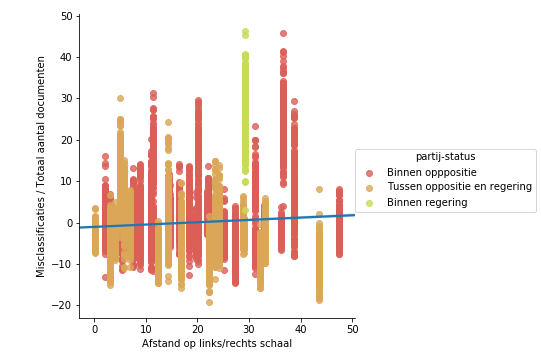 50
40
30
20
10
0
−10
−20
Misclassificaties / Totaal aantal documenten
0 10 20 30 40 50
Afstand op links/rechts schaal
partij-status
Binnen opppositie
Tussen oppositie en regering
Binnen regering